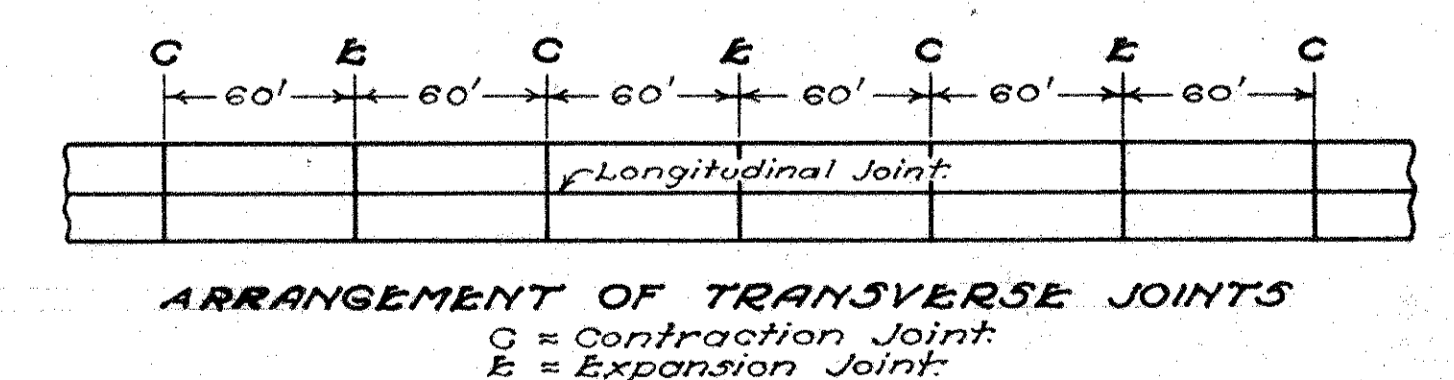 C E C E C E C
60' 60' 60' 60' 60' 60'
Longitudinal Joint.
ARRANGEMENT OF TRANSVERSE JOINTS
C = Contraction Joint.
E = Expansion Joint.